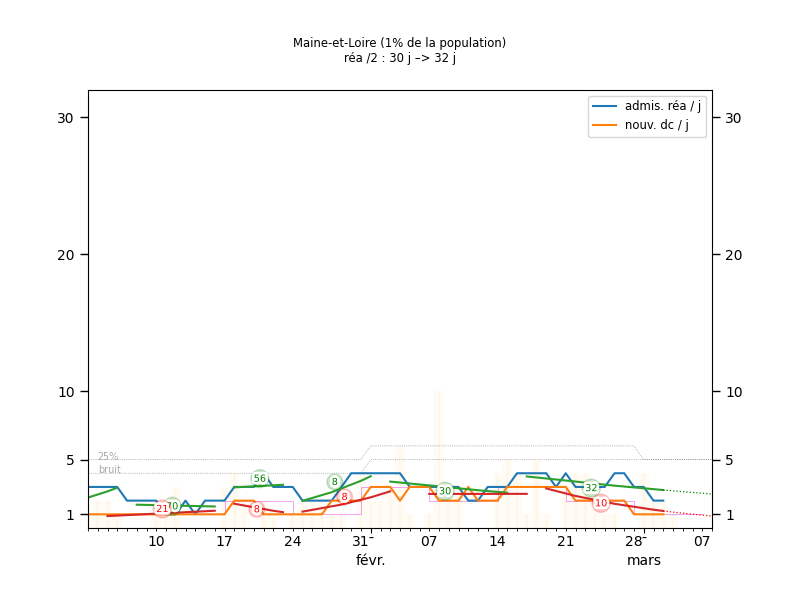 Maine-et-Loire (1% de la population)
réa /2 : 30 j –> 32 j
admis. réa / j
nouv. dc / j
30 30
20 20
10 10
5 5
1 1
25%
bruit
21 56 8 8 8 30 32 10
10 17 24 31 07 14 21 28 07
févr. mars